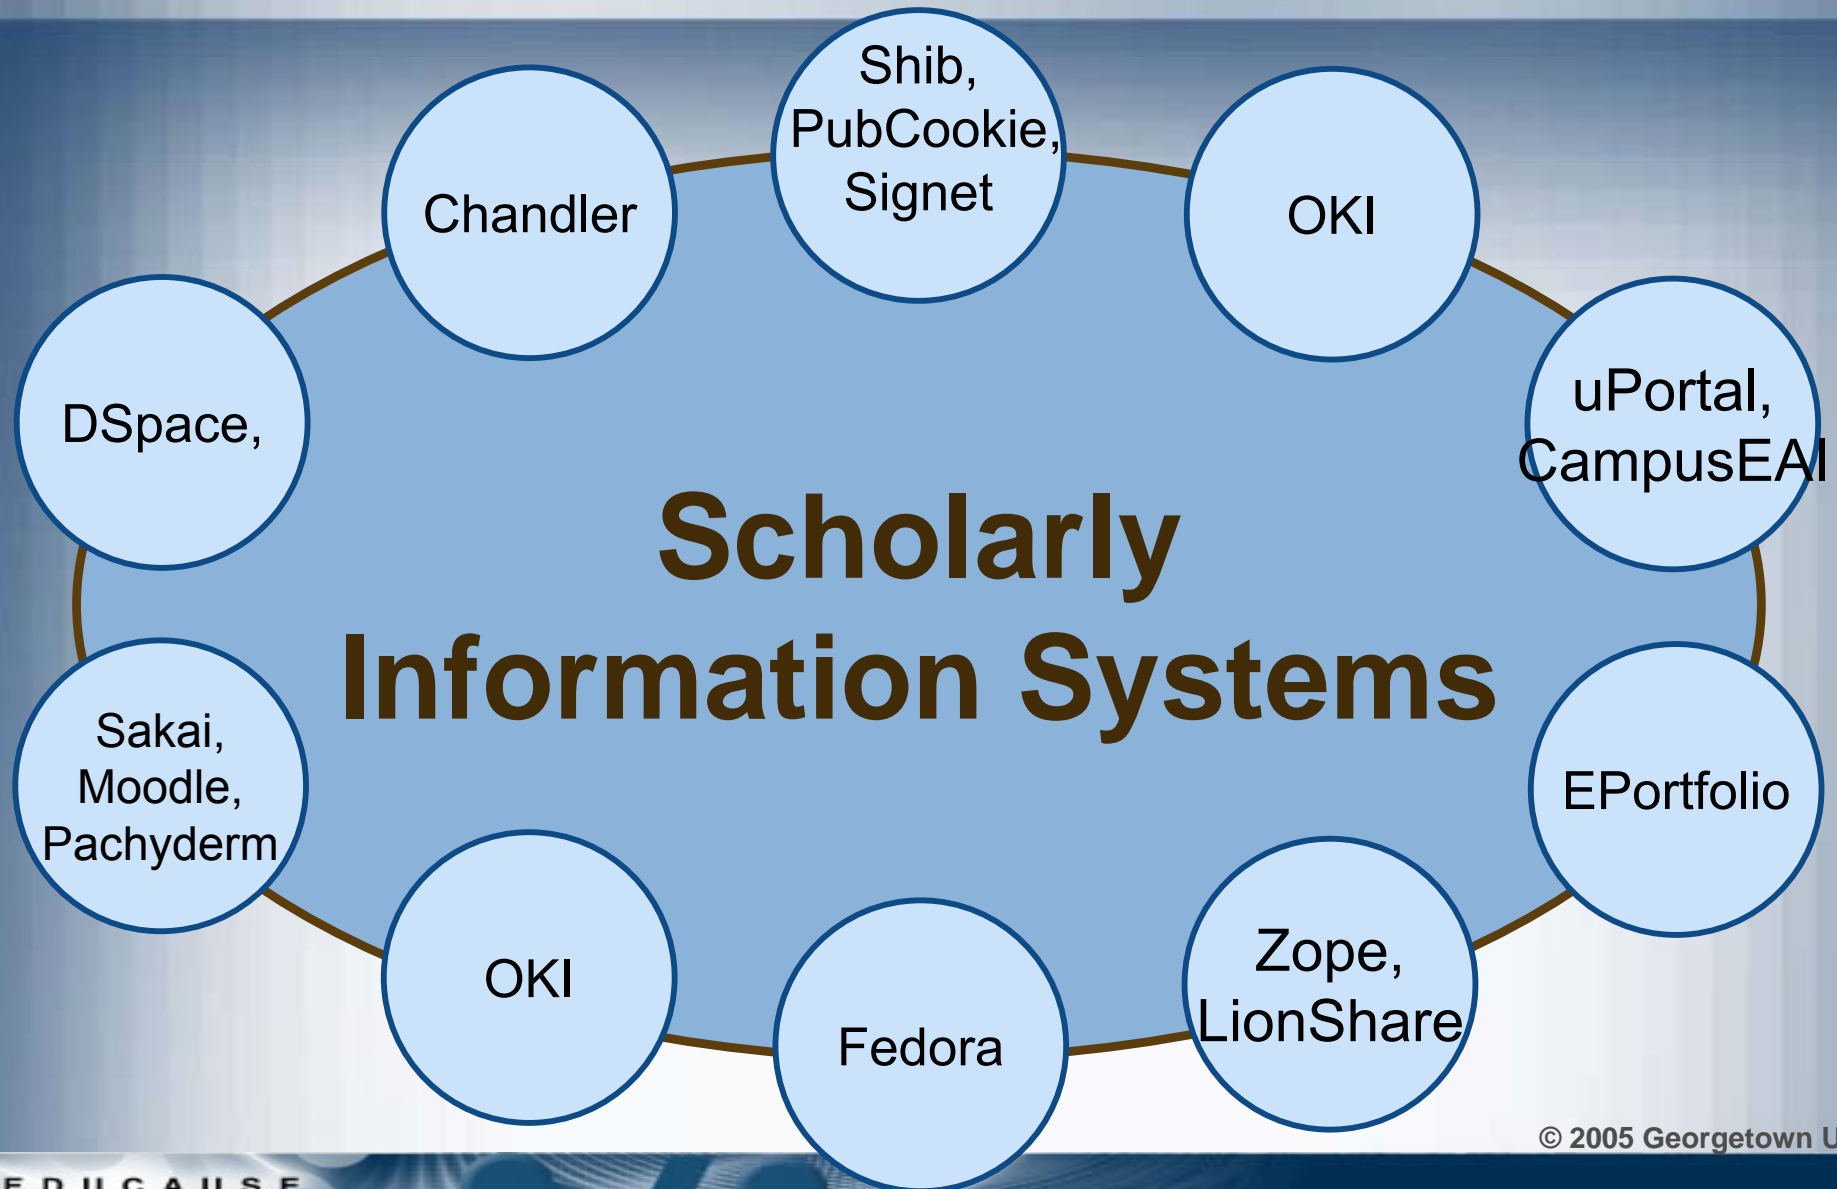 Shib,
PubCookie,
Signet
Chandler
OKI
DSpace,
uPortal,
CampusEAI
Scholarly
Information Systems
Sakai,
Moodle,
Pachyderm
EPortfolio
OKI
Zope,
LionShare
Fedora
© 2005 Georgetown U
EDUCAUSE